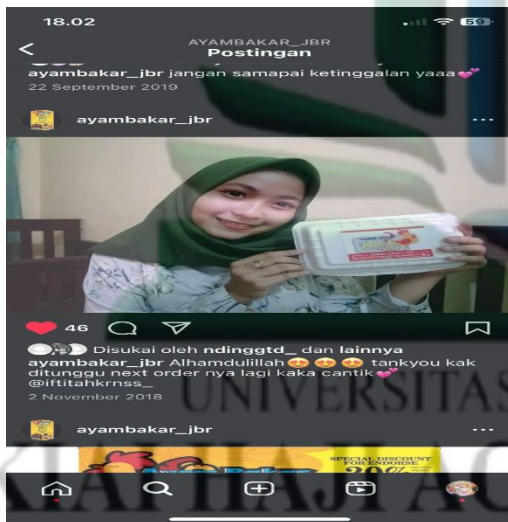 18.02
69
AYAMBAKAR_JBR
Postingan
ayambakar_jbr jangan samapai ketinggalan yaaa💕
22 September 2019
ayambakar_jbr
46
Disukai oleh ndinggtd_ dan lainnya
ayambakar_jbr Alhamdulillah😍😍😍 tankyou kak
ditunggu next order nya lagi kaka cantik💕
@iftitahkrnss_
2 November 2018
UNIVERSITAS
ayambakar_jbr
SPECIAL DISCOUNT
FOR ENDORSE